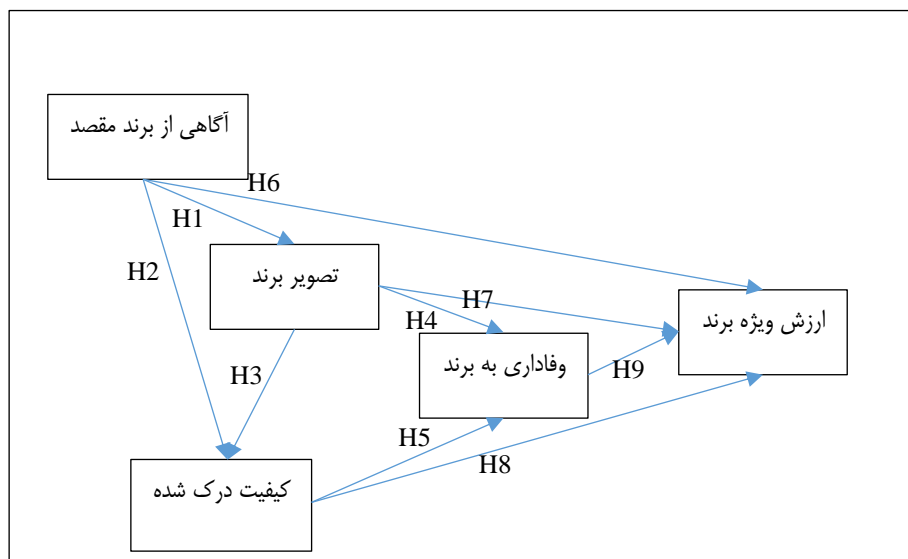 آگاهی از برند مقصد
H6
H1
H2
تصویر برند
H7
ارزش ویژه برند
H4
وفاداری به برند
H3
H9
H5
H8
کیفیت درک شده